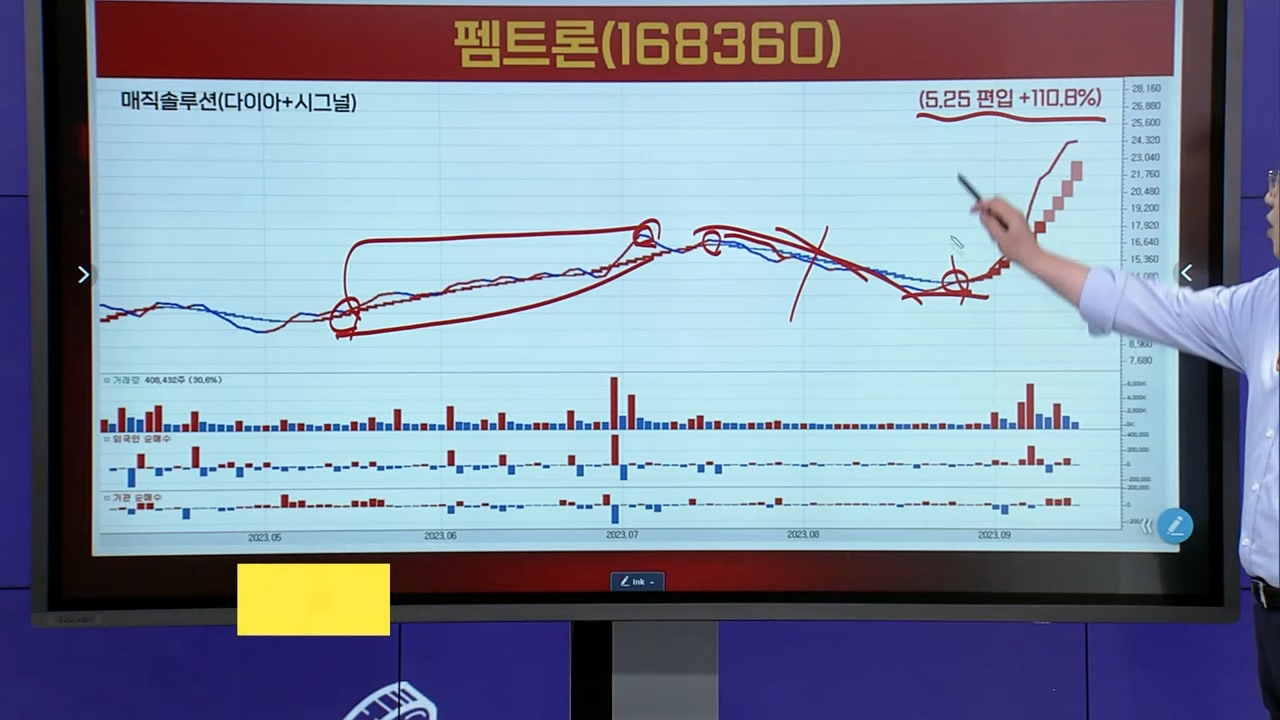 펨트론(168360)
매직솔루션(다이아+시그널)
(5.25 편입 +110.8%)
28,160
26,880
25,600
24,320
23,040
21,760
20,480
19,200
17,920
16,640
15,360
14,080
8,960
7,680
거래량 408,432주 (30.6%)
외국인 순매수
기관 순매수
2023.05
2023.06
2023.07
2023.08
2023.09
Ink